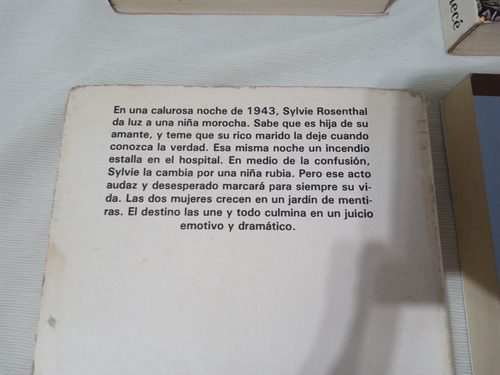 En una calurosa noche de 1943, Sylvie Rosenthal
da luz a una niña morocha. Sabe que es hija de su
amante, y teme que su rico marido la deje cuando
conozca la verdad. Esa misma noche un incendio
estalla en el hospital. En medio de la confusión,
Sylvie la cambia por una niña rubia. Pero ese acto
audaz y desesperado marcará para siempre su vi-
da. Las dos mujeres crecen en un jardín de menti-
ras. El destino las une y todo culmina en un juicio
emotivo y dramático.